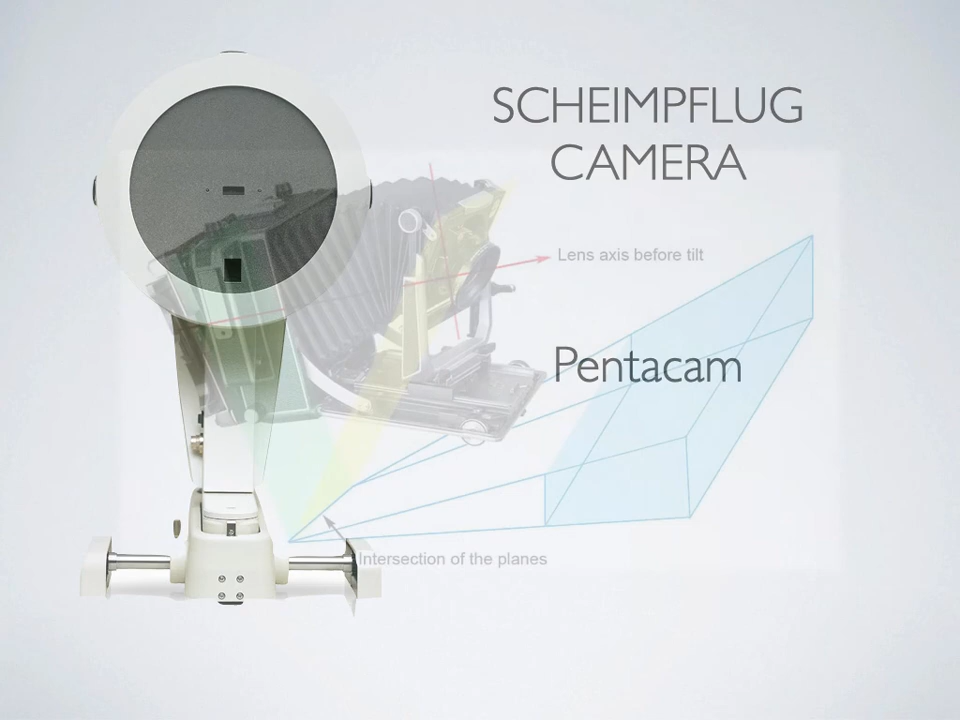 SCHEIMPFLUG
CAMERA
Lens axis before tilt
Pentacam
Intersection of the planes